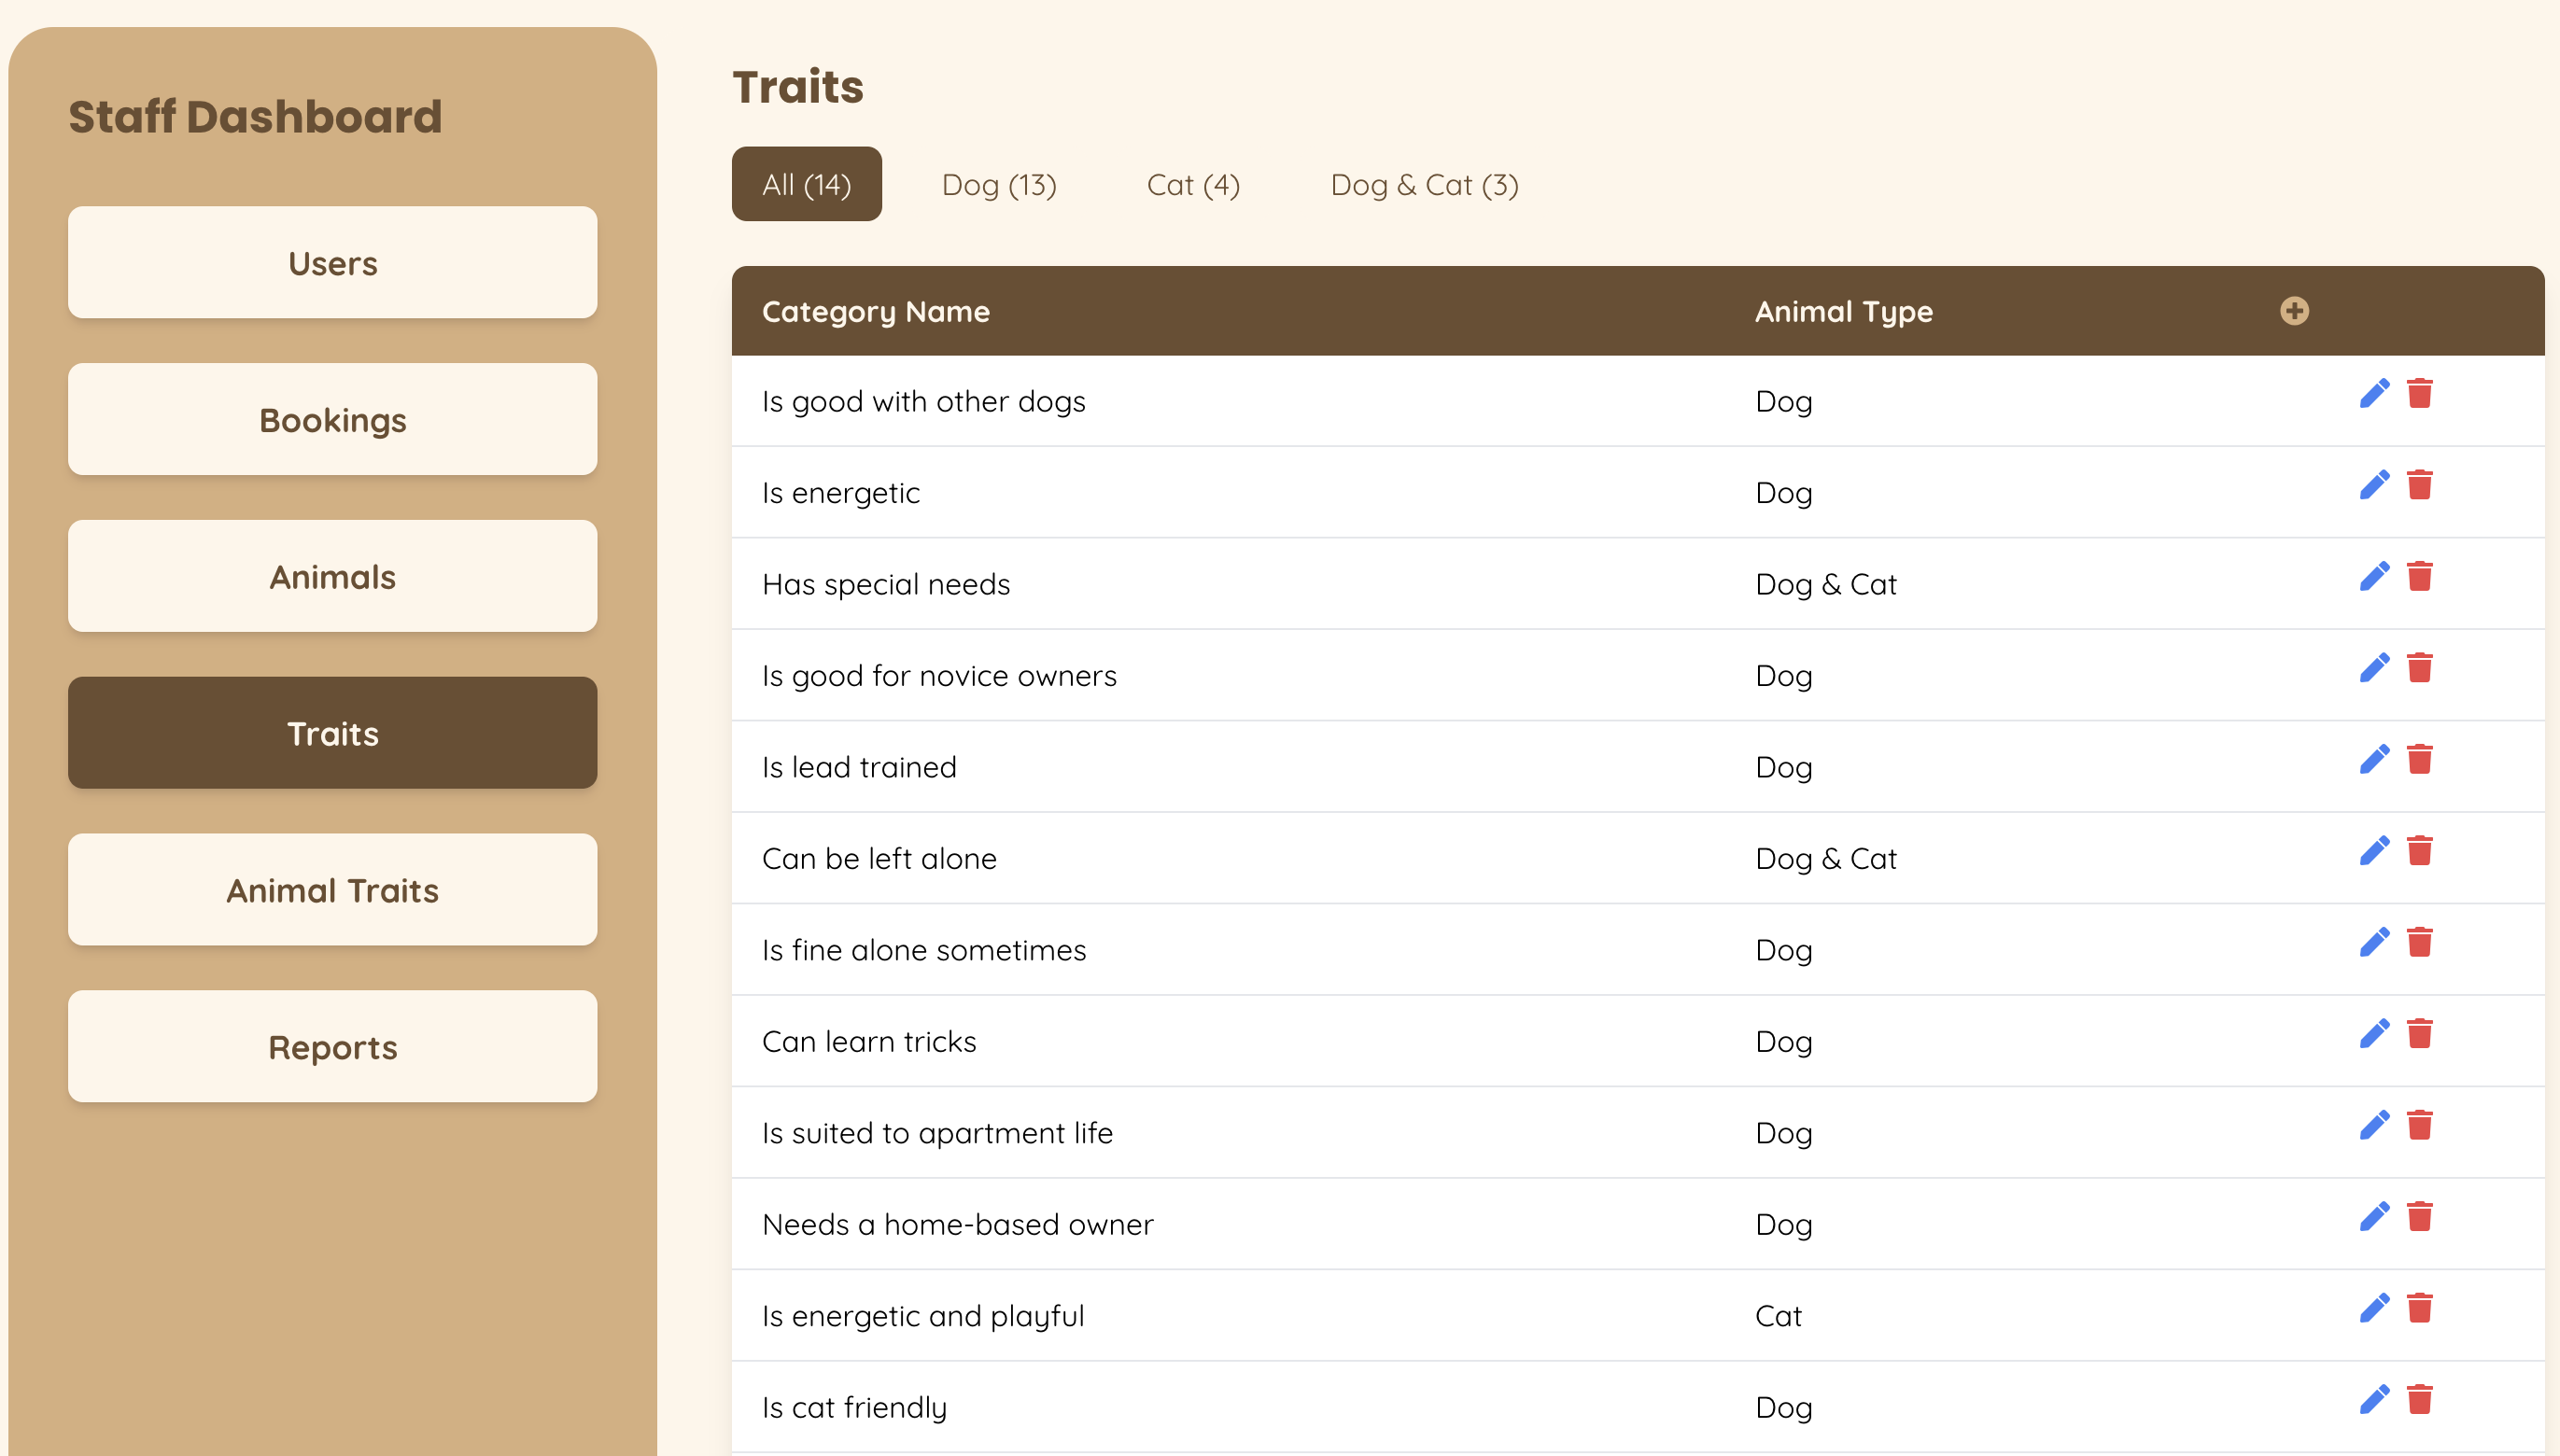 Staff Dashboard
Users
Bookings
Animals
Traits
Animal Traits
Reports
Traits
All (14) Dog (13) Cat (4) Dog & Cat (3)
Category Name Animal Type
Is good with other dogs Dog
Is energetic Dog
Has special needs Dog & Cat
Is good for novice owners Dog
Is lead trained Dog
Can be left alone Dog & Cat
Is fine alone sometimes Dog
Can learn tricks Dog
Is suited to apartment life Dog
Needs a home-based owner Dog
Is energetic and playful Cat
Is cat friendly Dog